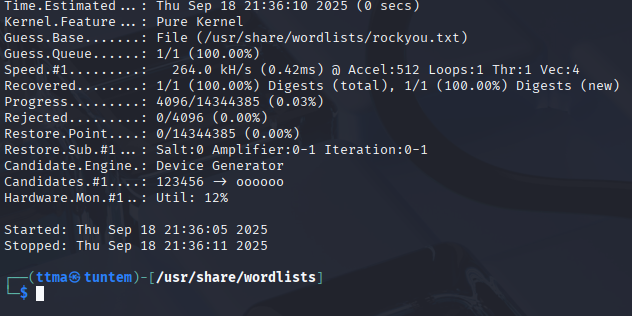 Time.Estimated...: Thu Sep 18 21:36:10 2025 (0 secs)
Kernel.Feature...: Pure Kernel
Guess.Base.......: File (/usr/share/wordlists/rockyou.txt)
Guess.Queue......: 1/1 (100.00%)
Speed.#1.........:   264.0 kH/s (0.42ms) @ Accel:512 Loops:1 Thr:1 Vec:4
Recovered........: 1/1 (100.00%) Digests (total), 1/1 (100.00%) Digests (new)
Progress.........: 4096/14344385 (0.03%)
Rejected.........: 0/4096 (0.00%)
Restore.Point....: 0/14344385 (0.00%)
Restore.Sub.#1...: Salt:0 Amplifier:0-1 Iteration:0-1
Candidate.Engine.: Device Generator
Candidates.#1....: 123456 -> oooooo
Hardware.Mon.#1..: Util: 12%
Started: Thu Sep 18 21:36:05 2025
Stopped: Thu Sep 18 21:36:11 2025
┌──(ttma㉿tuntem)-[/usr/share/wordlists]
└─$